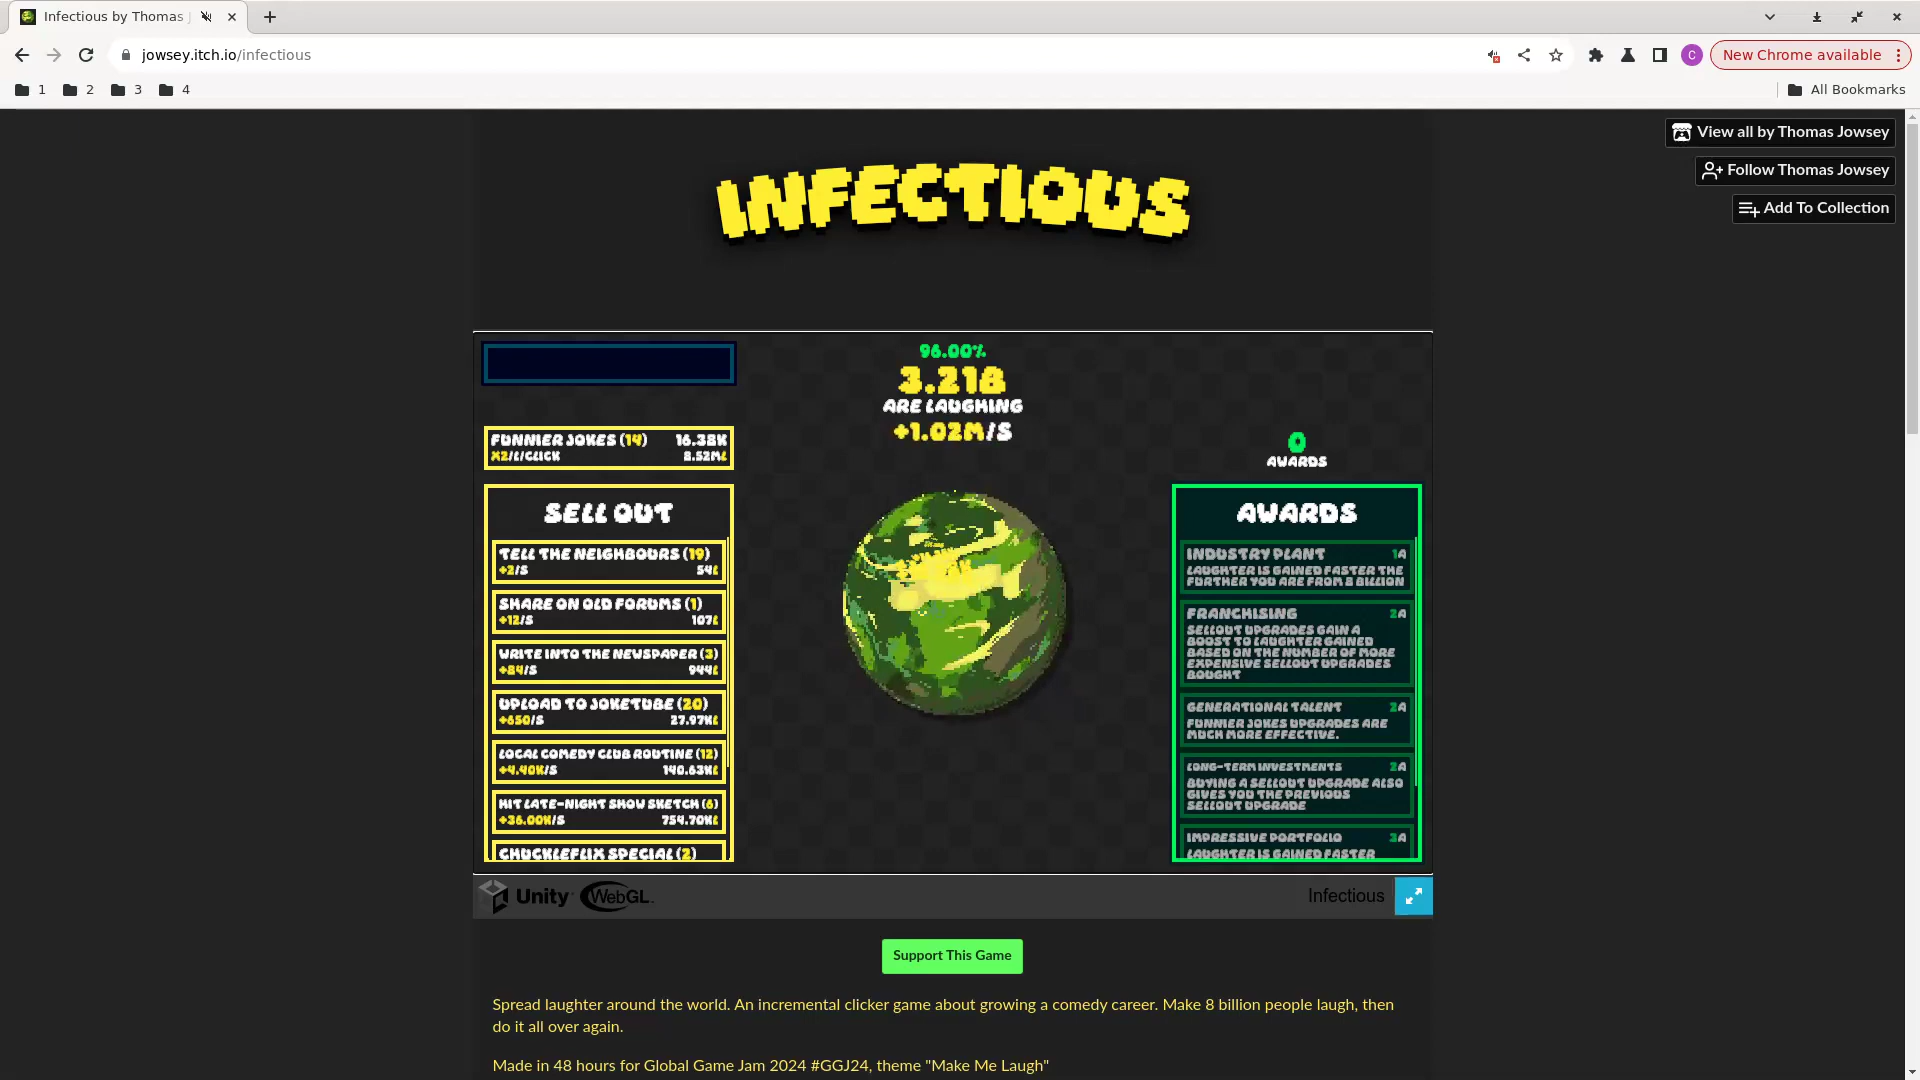 Infectious by Thomas J
jowsey.itch.io/infectious
New Chrome available
1
2
3
4
All Bookmarks
View all by Thomas Jowsey
Follow Thomas Jowsey
Add To Collection
INFECTIOUS
96.00%
3.21B
ARE LAUGHING
+1.02M/S
FUNNIER JOKES (14) 16.38K
X2/L/CLICK 8.52ML
0
AWARDS
SELL OUT
TELL THE NEIGHBOURS (19)
+2/S 54L
SHARE ON OLD FORUMS (1)
+12/S 107L
WRITE INTO THE NEWSPAPER (3)
+84/S 944L
UPLOAD TO JOKETUBE (20)
+650/S 27.97KL
LOCAL COMEDY CLUB ROUTINE (12)
+4.40K/S 140.63KL
HIT LATE-NIGHT SHOW SKETCH (6)
+36.00K/S 754.70KL
CHUCKLEFLIX SPECIAL (2)
AWARDS
INDUSTRY PLANT 1A
LAUGHTER IS GAINED FASTER THE
FURTHER YOU ARE FROM 8 BILLION
FRANCHISING 2A
SELLOUT UPGRADES GAIN A
BOOST TO LAUGHTER GAINED
BASED ON THE NUMBER OF MORE
EXPENSIVE SELLOUT UPGRADES
BOUGHT
GENERATIONAL TALENT 2A
FUNNIER JOKES UPGRADES ARE
MUCH MORE EFFECTIVE.
LONG-TERM INVESTMENTS 2A
BUYING A SELLOUT UPGRADE ALSO
GIVES YOU THE PREVIOUS
SELLOUT UPGRADE
IMPRESSIVE PORTFOLIO 3A
LAUGHTER IS GAINED FASTER
Unity WebGL
Infectious
Support This Game
Spread laughter around the world. An incremental clicker game about growing a comedy career. Make 8 billion people laugh, then
do it all over again.
Made in 48 hours for Global Game Jam 2024 #GGJ24, theme "Make Me Laugh"
C